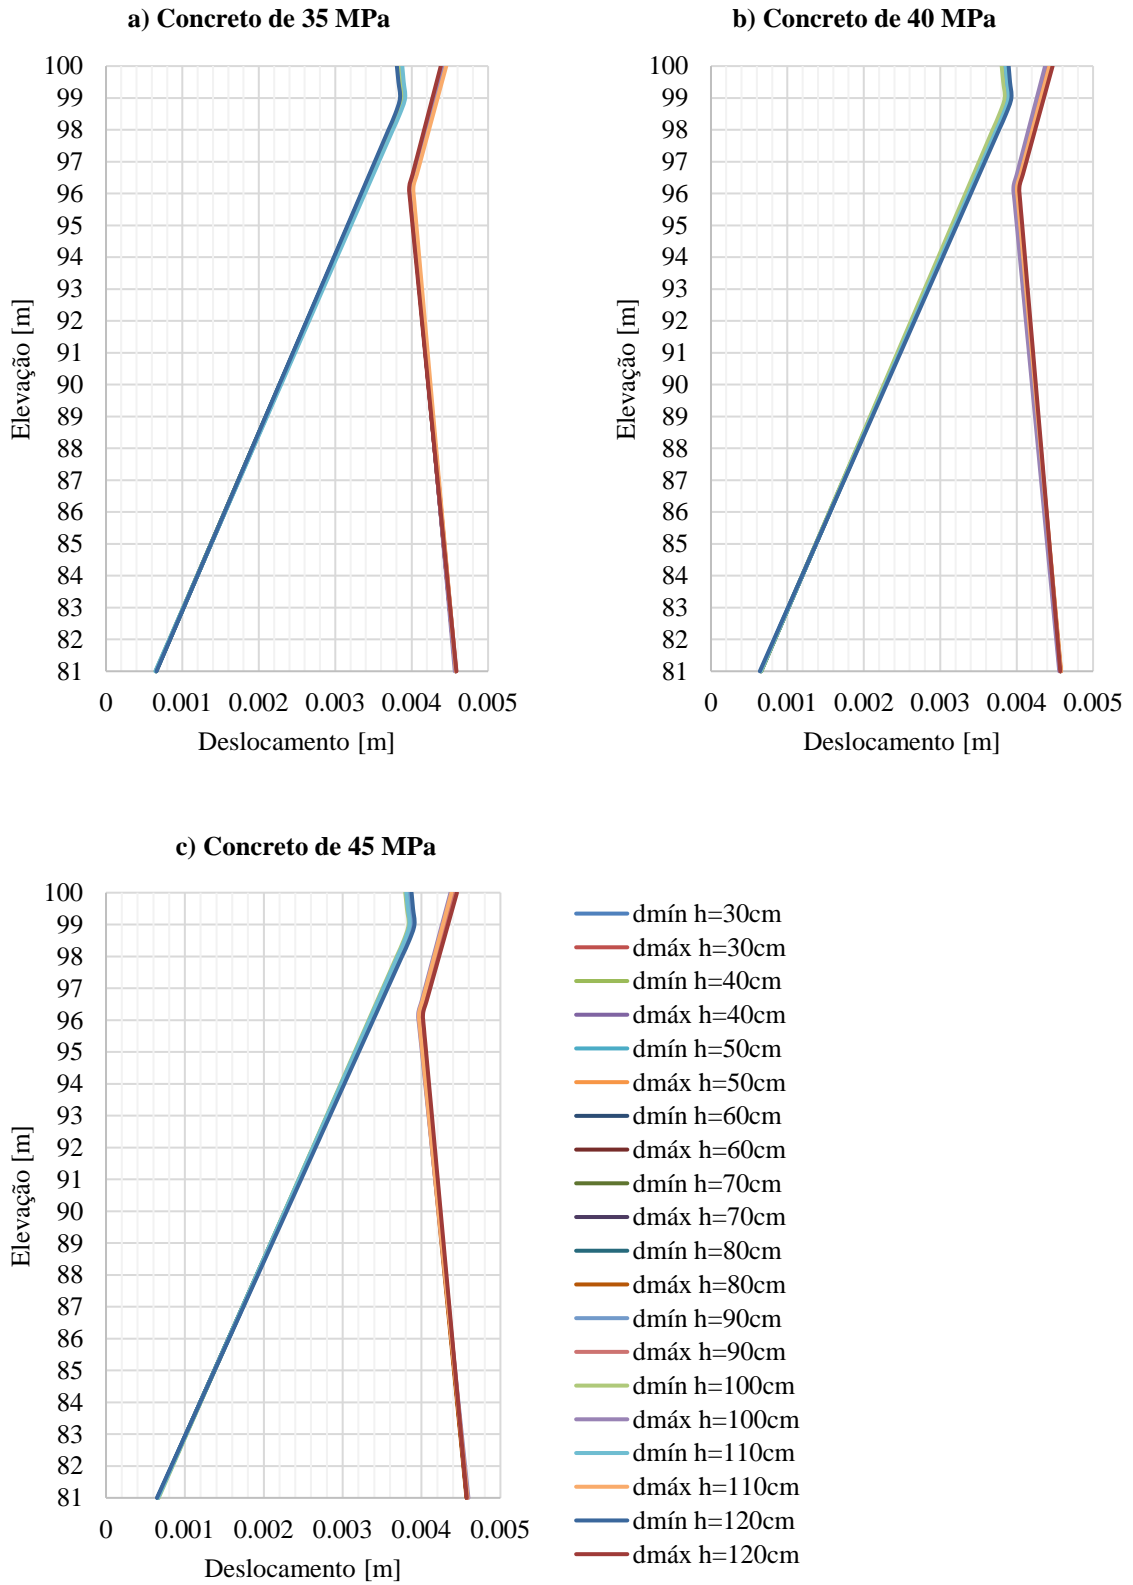 a) Concreto de 35 MPa
100
99
98
97
96
95
94
93
92
91
90
89
88
87
86
85
84
83
82
81
Elevação [m]
0 0.001 0.002 0.003 0.004 0.005
Deslocamento [m]
b) Concreto de 40 MPa
100
99
98
97
96
95
94
93
92
91
90
89
88
87
86
85
84
83
82
81
Elevação [m]
0 0.001 0.002 0.003 0.004 0.005
Deslocamento [m]
c) Concreto de 45 MPa
100
99
98
97
96
95
94
93
92
91
90
89
88
87
86
85
84
83
82
81
Elevação [m]
0 0.001 0.002 0.003 0.004 0.005
Deslocamento [m]
dmín h=30cm
dmáx h=30cm
dmín h=40cm
dmáx h=40cm
dmín h=50cm
dmáx h=50cm
dmín h=60cm
dmáx h=60cm
dmín h=70cm
dmáx h=70cm
dmín h=80cm
dmáx h=80cm
dmín h=90cm
dmáx h=90cm
dmín h=100cm
dmáx h=100cm
dmín h=110cm
dmáx h=110cm
dmín h=120cm
dmáx h=120cm